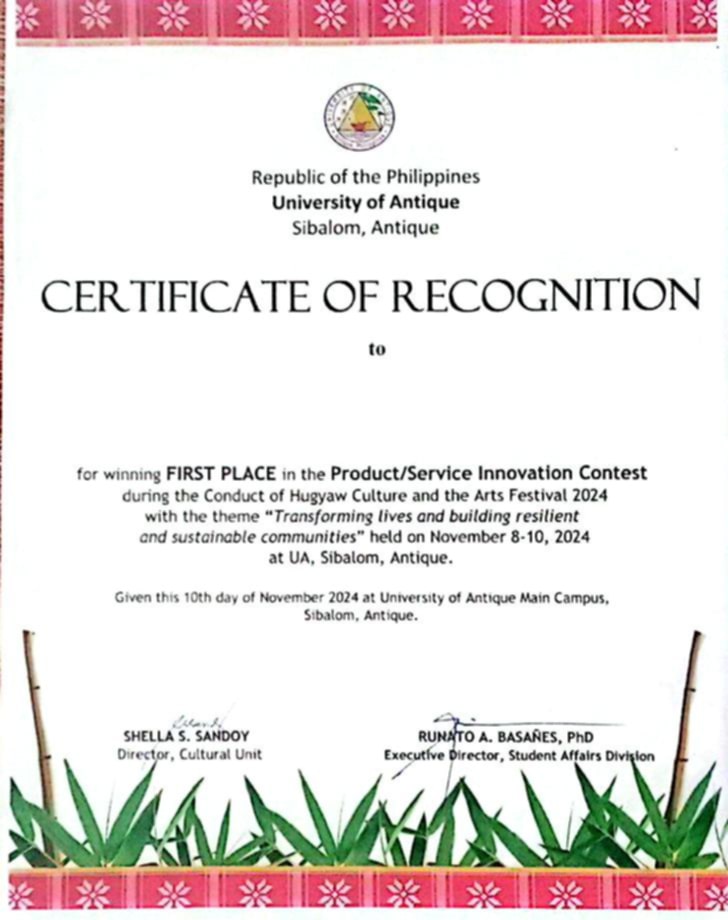 Republic of the Philippines
University of Antique
Sibalom, Antique
CERTIFICATE OF RECOGNITION
to
for winning FIRST PLACE in the Product/Service Innovation Contest
during the Conduct of Hugyaw Culture and the Arts Festival 2024
with the theme "Transforming lives and building resilient
and sustainable communities" held on November 8-10, 2024
at UA, Sibalom, Antique.
Given this 10th day of November 2024 at University of Antique Main Campus,
Sibalom, Antique.
SHELLA S. SANDOY
Director, Cultural Unit
RUNATO A. BASAÑES, PhD
Executive Director, Student Affairs Division